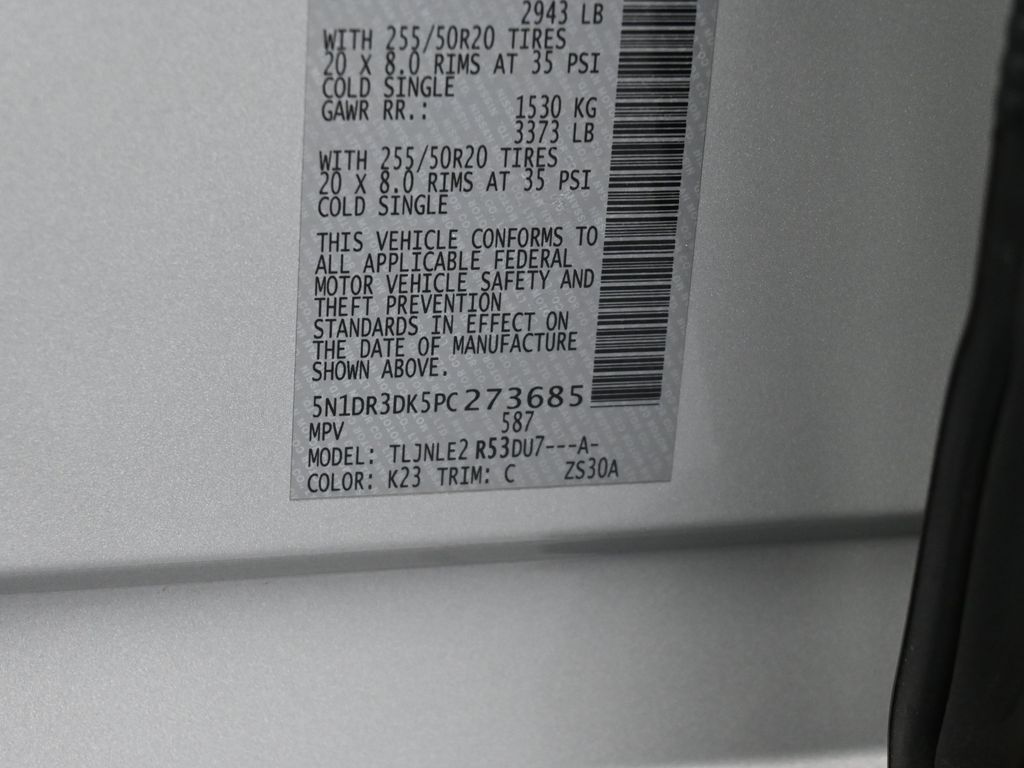 2943 LB
WITH 255/50R20 TIRES
20 X 8.0 RIMS AT 35 PSI
COLD SINGLE
GAWR RR.: 1530 KG
3373 LB
WITH 255/50R20 TIRES
20 X 8.0 RIMS AT 35 PSI
COLD SINGLE
THIS VEHICLE CONFORMS TO
ALL APPLICABLE FEDERAL
MOTOR VEHICLE SAFETY AND
THEFT PREVENTION
STANDARDS IN EFFECT ON
THE DATE OF MANUFACTURE
SHOWN ABOVE.
5N1DR3DK5PC273685
MPV 587
MODEL: TLJNLE2 R53DU7---A-
COLOR: K23 TRIM: C ZS30A